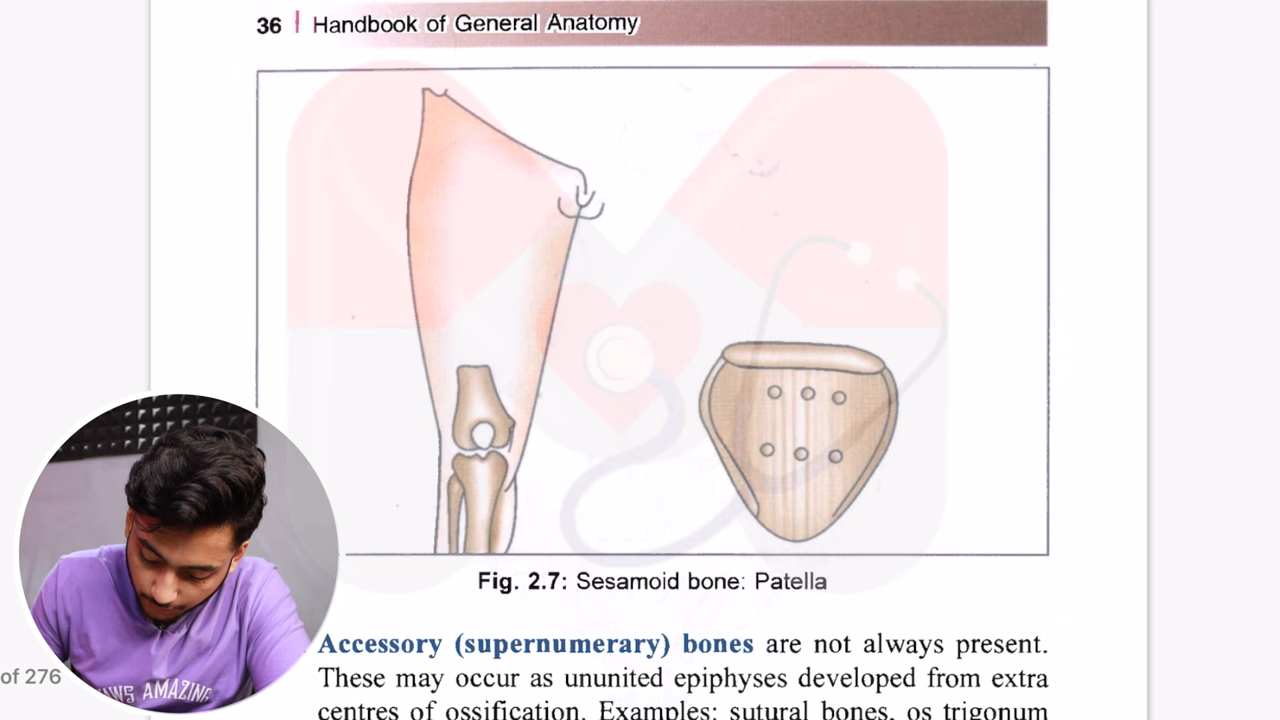 36 | Handbook of General Anatomy
Fig. 2.7: Sesamoid bone: Patella
Accessory (supernumerary) bones are not always present.
These may occur as ununited epiphyses developed from extra
centres of ossification. Examples: sutural bones, os trigonum
of 276
AMAZING